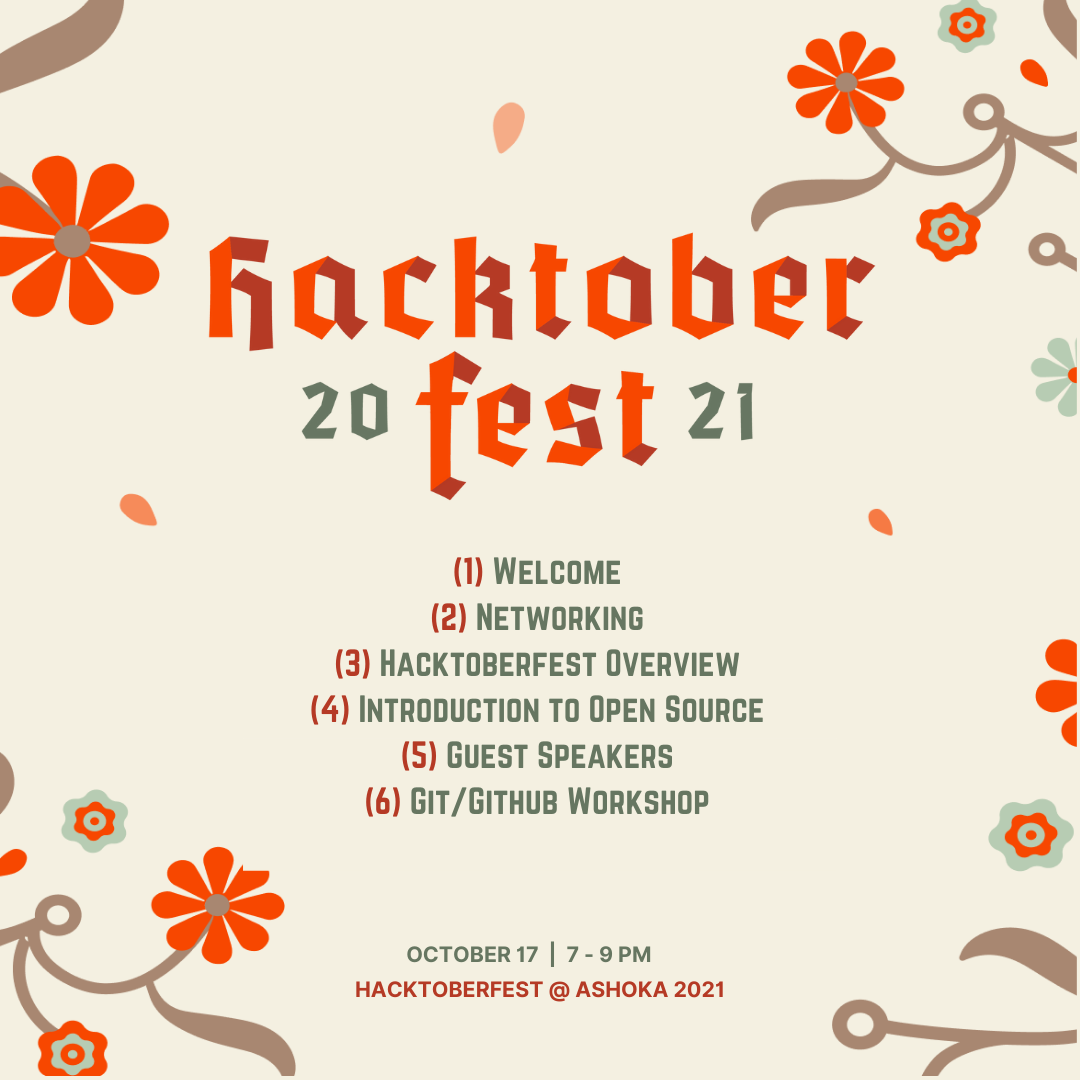 hacktober
20 fest 21
(1) Welcome
(2) Networking
(3) Hacktoberfest Overview
(4) Introduction to Open Source
(5) Guest Speakers
(6) Git/Github Workshop
OCTOBER 17 | 7 - 9 PM
HACKTOBERFEST @ ASHOKA 2021